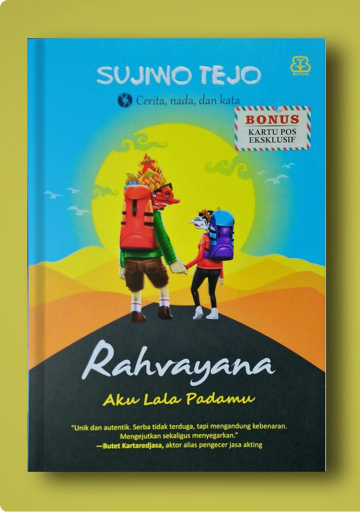 SUJIWO TEJO
Cerita, nada, dan kata
BONUS
KARTU POS
EKSKLUSIF
Rahvayana
Aku Lala Padamu
"Unik dan autentik. Serba tidak terduga, tapi mengandung kebenaran.
Mengejutkan sekaligus menyegarkan."
—Butet Kartaredjasa, aktor alias pengecer jasa akting